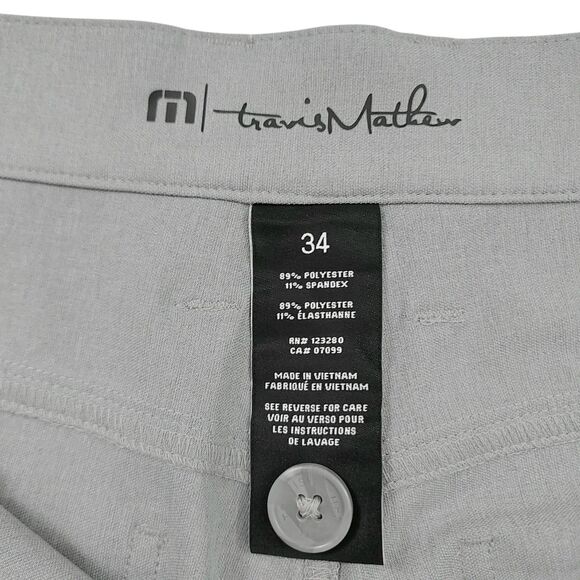 travisMathew
34
89% POLYESTER
11% SPANDEX
89% POLYESTER
11% ÉLASTHANNE
RN# 123280
CA# 07099
MADE IN VIETNAM
FABRIQUÉ EN VIETNAM
SEE REVERSE FOR CARE
VOIR AU VERSO POUR
LES INSTRUCTIONS
DE LAVAGE